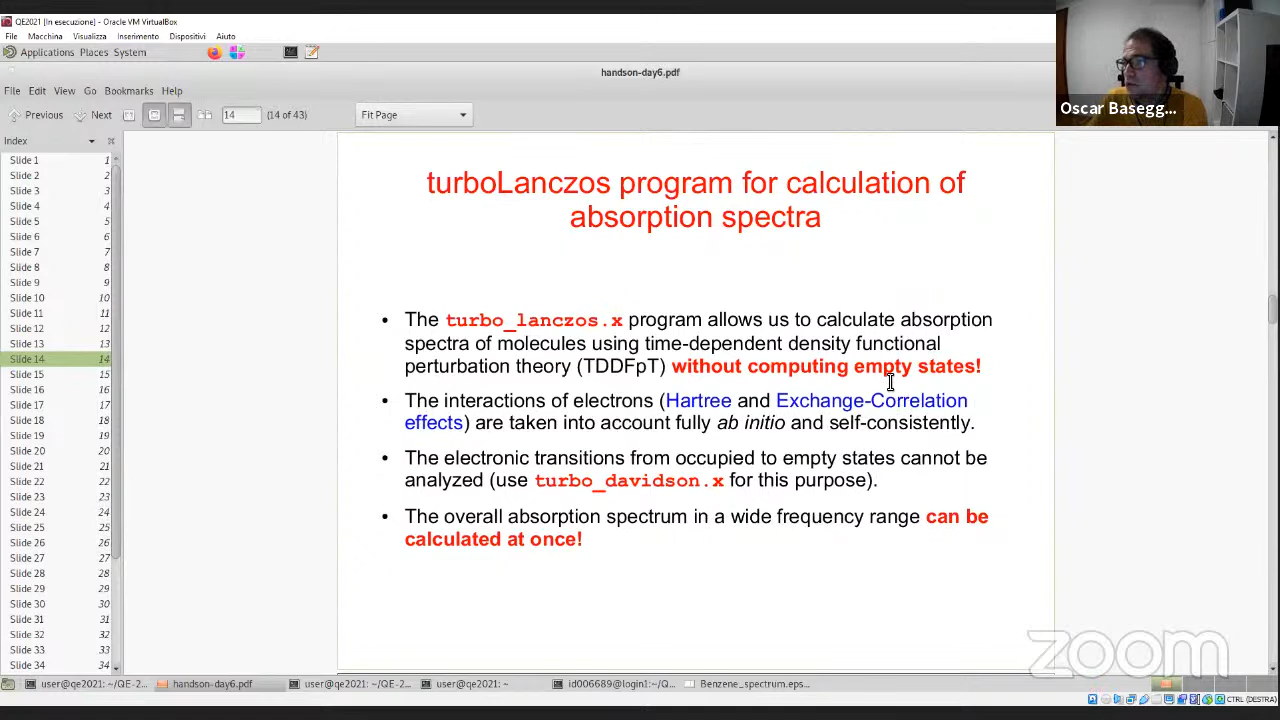 QE2021 [In esecuzione] - Oracle VM VirtualBox
File Macchina Visualizza Inserimento Dispositivi Aiuto
Applications Places System
handson-day6.pdf
File Edit View Go Bookmarks Help
Previous Next 14 (14 of 43) Fit Page
Oscar Basegg...
Index
Slide 1 1
Slide 2 2
Slide 3 3
Slide 4 4
Slide 5 5
Slide 6 6
Slide 7 7
Slide 8 8
Slide 9 9
Slide 10 10
Slide 11 11
Slide 12 12
Slide 13 13
Slide 14 14
Slide 15 15
Slide 16 16
Slide 17 17
Slide 18 18
Slide 19 19
Slide 20 20
Slide 21 21
Slide 22 22
Slide 23 23
Slide 24 24
Slide 25 25
Slide 26 26
Slide 27 27
Slide 28 28
Slide 29 29
Slide 30 30
Slide 31 31
Slide 32 32
Slide 33 33
Slide 34 34
turboLanczos program for calculation of
absorption spectra
• The turbo_lanczos.x program allows us to calculate absorption
spectra of molecules using time-dependent density functional
perturbation theory (TDDFpT) without computing empty states!
• The interactions of electrons (Hartree and Exchange-Correlation
effects) are taken into account fully ab initio and self-consistently.
• The electronic transitions from occupied to empty states cannot be
analyzed (use turbo_davidson.x for this purpose).
• The overall absorption spectrum in a wide frequency range can be
calculated at once!
zoom
user@qe2021: ~/QE-2... handson-day6.pdf user@qe2021: ~/QE-2... user@qe2021: ~ id006689@login1:~/Q... Benzene_spectrum.eps...
CTRL (DESTRA)